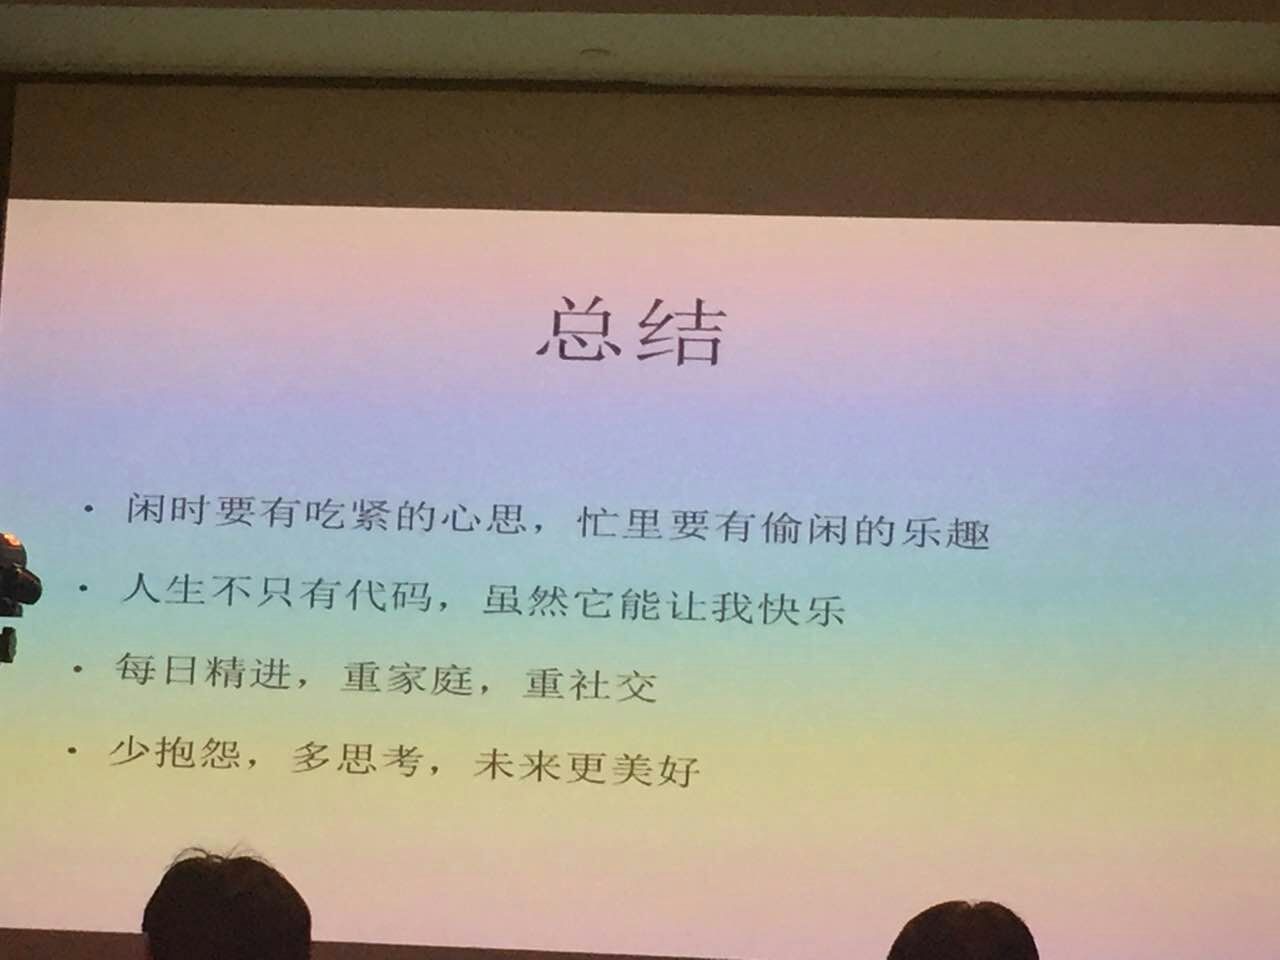 总结
• 闲时要有吃紧的心思，忙里要有偷闲的乐趣
• 人生不只有代码，虽然它能让我快乐
• 每日精进，重家庭，重社交
• 少抱怨，多思考，未来更美好